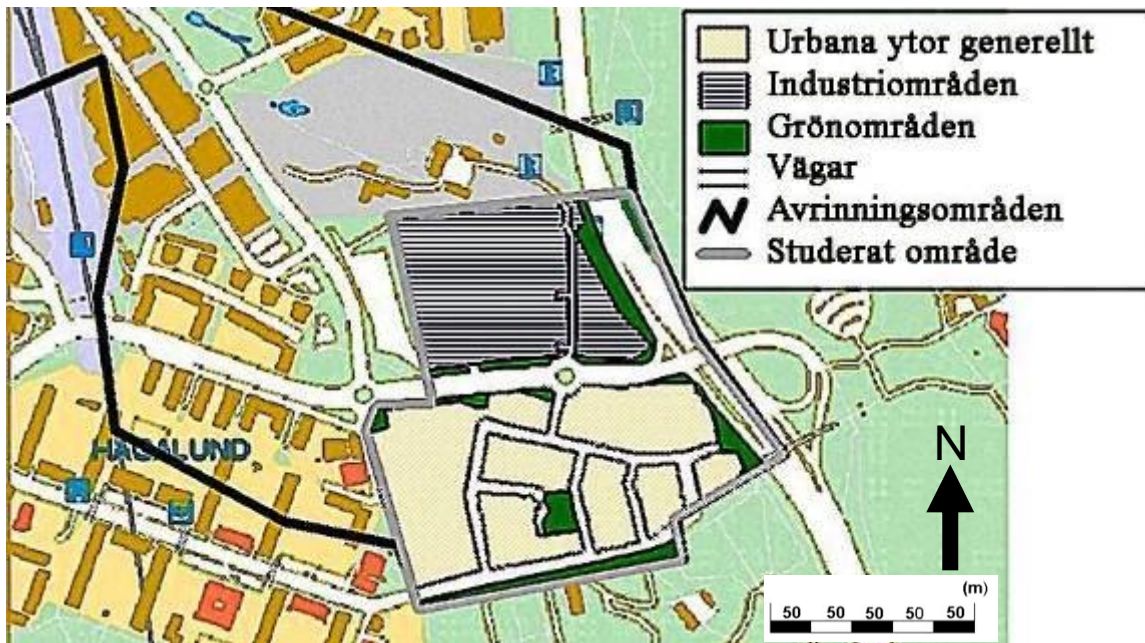 Urbana ytor generellt
Industriområden
Grönområden
Vägar
Avrinningsområden
Studerat område
HAGALUND
N
(m)
50 50 50 50 50